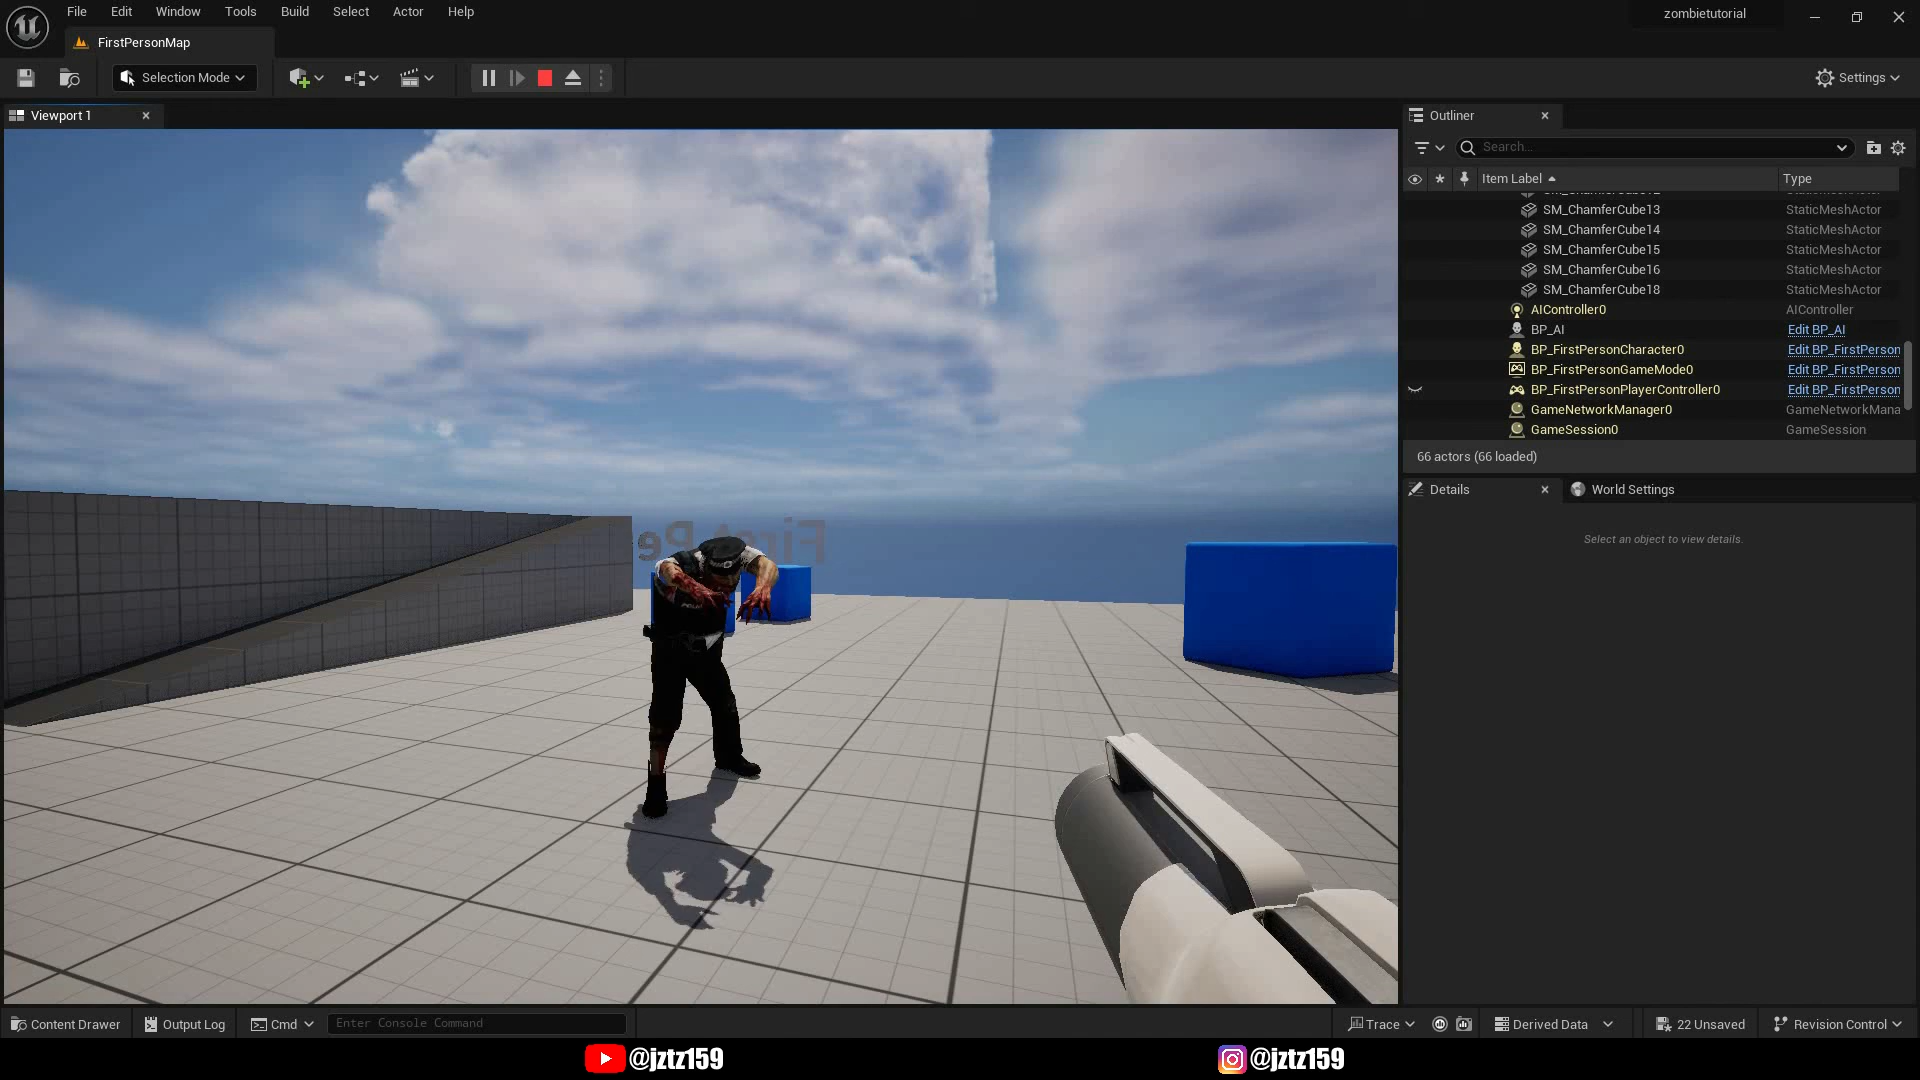 File Edit Window Tools Build Select Actor Help
zombietutorial
FirstPersonMap
Selection Mode
Settings
Viewport 1
Outliner
Search...
Item Label Type
SM_ChamferCube12 StaticMeshActor
SM_ChamferCube13 StaticMeshActor
SM_ChamferCube14 StaticMeshActor
SM_ChamferCube15 StaticMeshActor
SM_ChamferCube16 StaticMeshActor
SM_ChamferCube18 StaticMeshActor
AIController0 AIController
BP_AI Edit BP_AI
BP_FirstPersonCharacter0 Edit BP_FirstPerson
BP_FirstPersonGameMode0 Edit BP_FirstPerson
BP_FirstPersonPlayerController0 Edit BP_FirstPerson
GameNetworkManager0 GameNetworkMana
GameSession0 GameSession
66 actors (66 loaded)
Details World Settings
Select an object to view details.
First Pe
Content Drawer Output Log Cmd Enter Console Command Trace Derived Data 22 Unsaved Revision Control
@jztz159 @jztz159